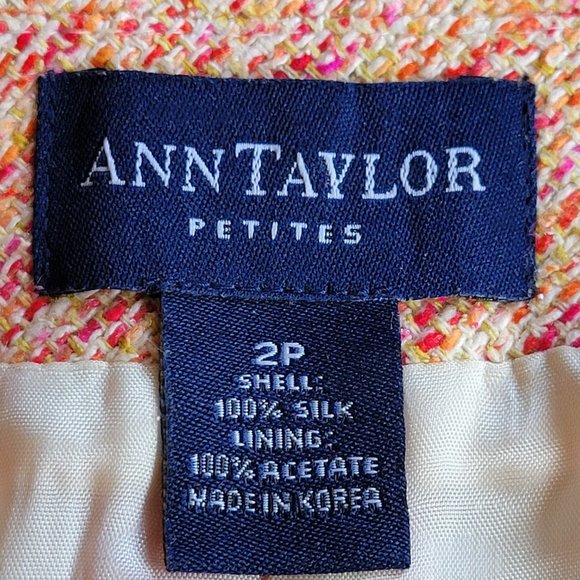 ANNTAYLOR
PETITES
2P
SHELL:
100% SILK
LINING:
100% ACETATE
MADE IN KOREA